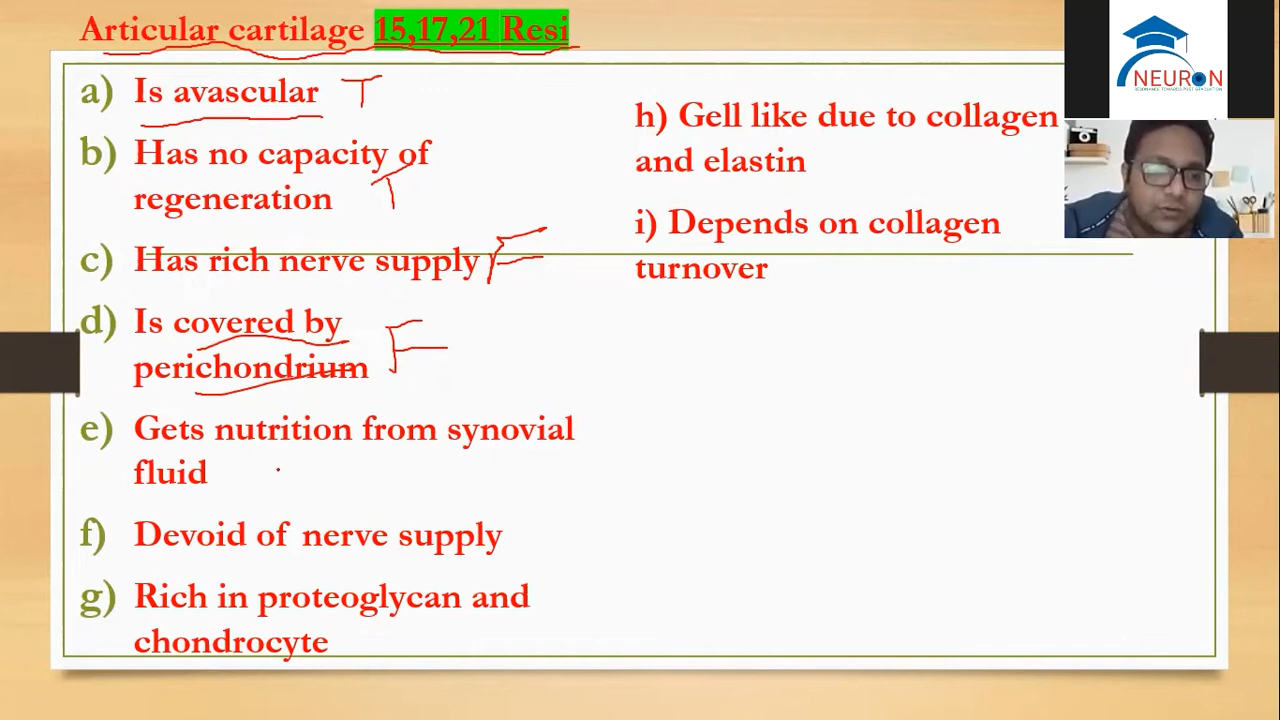 Articular cartilage 15,17,21 Resi
a) Is avascular T
b) Has no capacity of
regeneration T
c) Has rich nerve supply F
d) Is covered by
perichondrium F
e) Gets nutrition from synovial
fluid
f) Devoid of nerve supply
g) Rich in proteoglycan and
chondrocyte
h) Gell like due to collagen
and elastin
i) Depends on collagen
turnover
NEURON